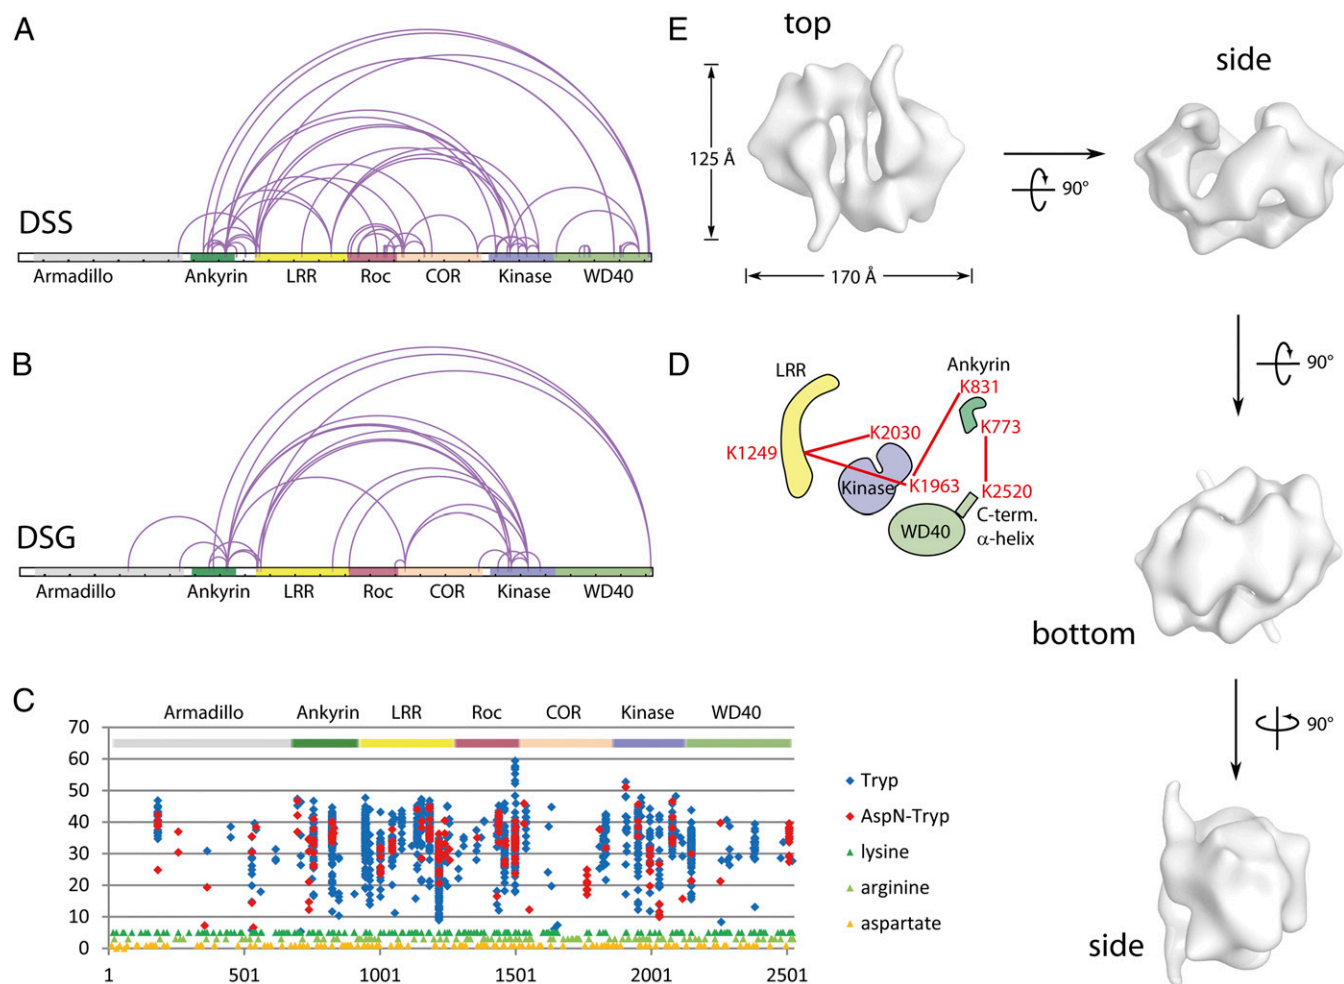 A
DSS
Armadillo Ankyrin LRR Roc COR Kinase WD40
B
DSG
Armadillo Ankyrin LRR Roc COR Kinase WD40
C
Armadillo Ankyrin LRR Roc COR Kinase WD40
70
60
50
40
30
20
10
0
1 501 1001 1501 2001 2501
Tryp
AspN-Tryp
lysine
arginine
aspartate
D
LRR
Ankyrin
K831
K773
K2030
K1249
Kinase
K1963
K2520
WD40
C-term.
α-helix
E
top
125 Å
170 Å
90°
side
90°
bottom
90°
side